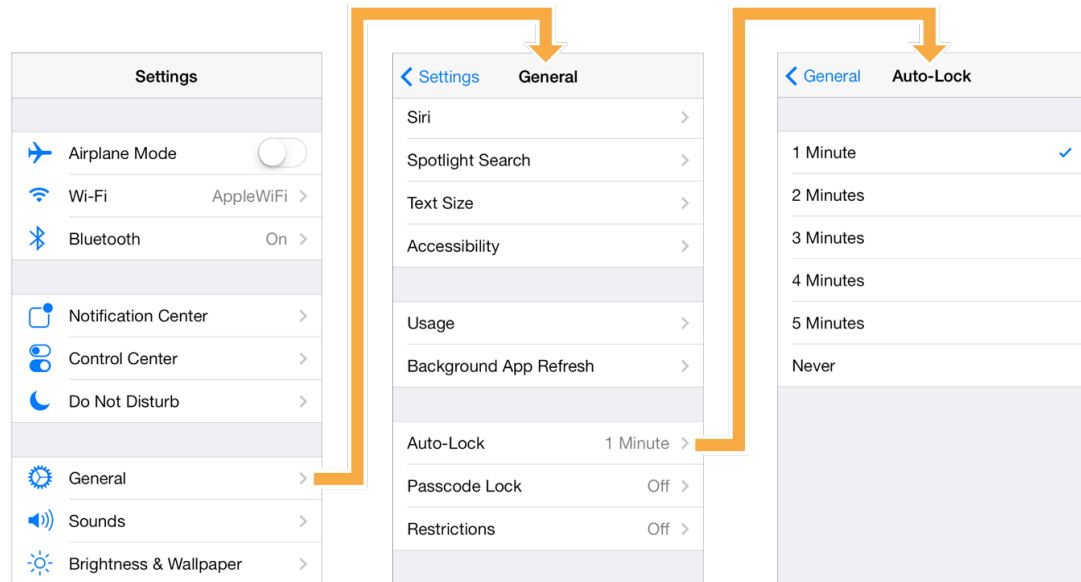 Settings
Airplane Mode
Wi-Fi AppleWiFi
Bluetooth On
Notification Center
Control Center
Do Not Disturb
General
Sounds
Brightness & Wallpaper
Settings General
Siri
Spotlight Search
Text Size
Accessibility
Usage
Background App Refresh
Auto-Lock 1 Minute
Passcode Lock Off
Restrictions Off
General Auto-Lock
1 Minute
2 Minutes
3 Minutes
4 Minutes
5 Minutes
Never